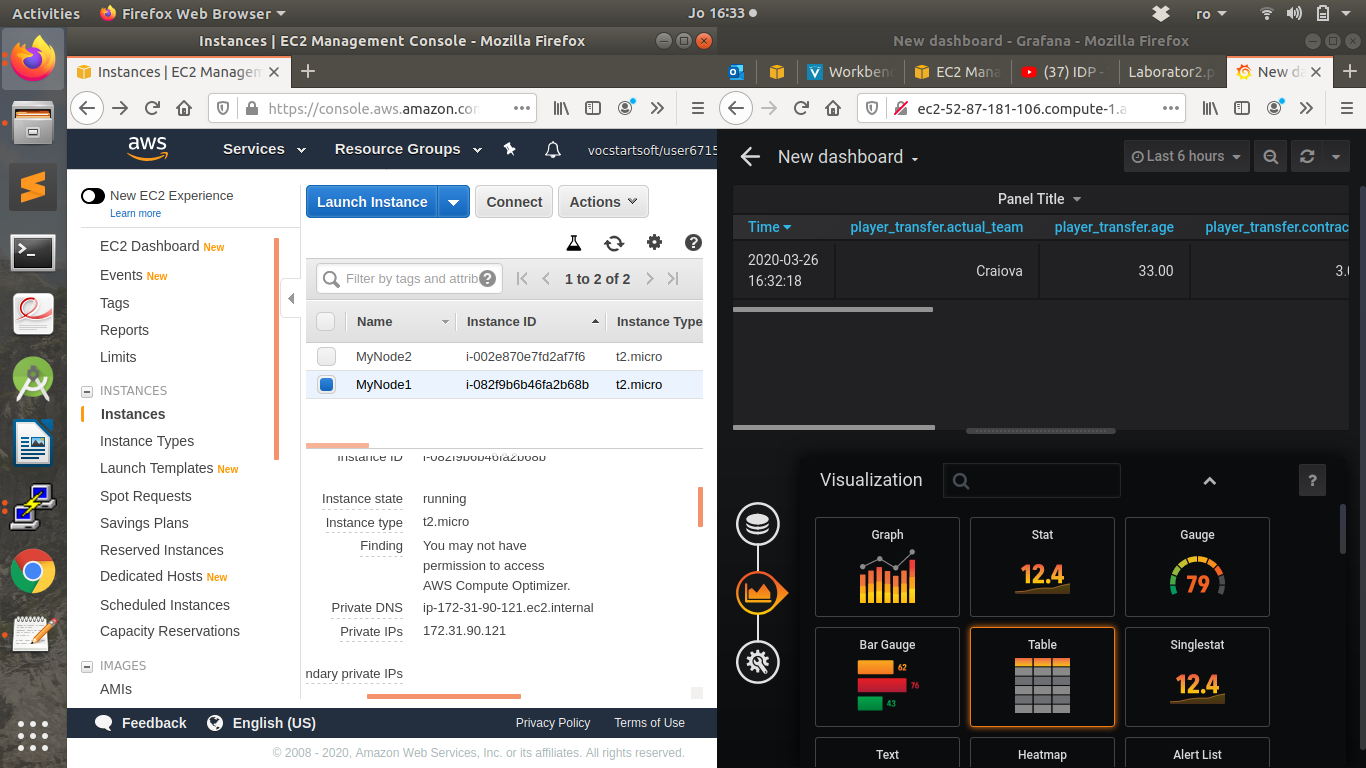 Activities
Firefox Web Browser
Jo 16:33
ro
Instances | EC2 Management Console - Mozilla Firefox
Instances | EC2 Managem
https://console.aws.amazon.co
aws
Services
Resource Groups
vocstartsoft/user6715
New EC2 Experience
Learn more
EC2 Dashboard New
Events New
Tags
Reports
Limits
INSTANCES
Instances
Instance Types
Launch Templates New
Spot Requests
Savings Plans
Reserved Instances
Dedicated Hosts New
Scheduled Instances
Capacity Reservations
IMAGES
AMIs
Launch Instance
Connect
Actions
Filter by tags and attrib
1 to 2 of 2
Name
Instance ID
Instance Type
MyNode2
i-002e870e7fd2af7f6
t2.micro
MyNode1
i-082f9b6b46fa2b68b
t2.micro
Instance ID
i-082f9b6b46fa2b68b
Instance state
running
Instance type
t2.micro
Finding
You may not have
permission to access
AWS Compute Optimizer.
Private DNS
ip-172-31-90-121.ec2.internal
Private IPs
172.31.90.121
ndary private IPs
Feedback
English (US)
Privacy Policy
Terms of Use
© 2008 - 2020, Amazon Web Services, Inc. or its affiliates. All rights reserved.
New dashboard - Grafana - Mozilla Firefox
Workben
EC2 Mana
(37) IDP -
Laborator2.p
New da
ec2-52-87-181-106.compute-1.a
New dashboard
Last 6 hours
Panel Title
Time
player_transfer.actual_team
player_transfer.age
player_transfer.contrac
2020-03-26
16:32:18
Craiova
33.00
3.0
Visualization
?
Graph
Stat
12.4
Gauge
79
Bar Gauge
62
76
43
Table
Singlestat
12.4
Text
Heatmap
Alert List